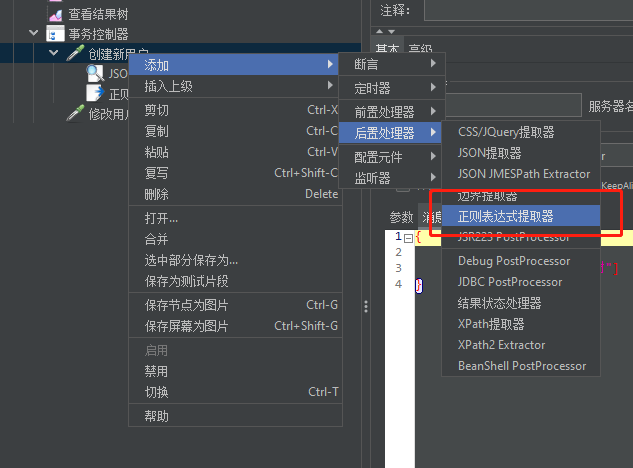 查看结果树
注释：
事务控制器
基本 高级
创建新用户
JSO
正则
修改用户
添加
插入上级
剪切 Ctrl-X
复制 Ctrl-C
粘贴 Ctrl-V
复写 Ctrl+Shift-C
删除 Delete
打开...
合并
选中部分保存为...
保存为测试片段
保存节点为图片 Ctrl-G
保存屏幕为图片 Ctrl+Shift-G
启用
禁用
切换 Ctrl-T
帮助
断言
定时器
前置处理器
后置处理器
配置元件
监听器
服务器名
KeepAli
参数 消息
CSS/JQuery提取器
JSON提取器
JSON JMESPath Extractor
边界提取器
正则表达式提取器
JSR223 PostProcessor
Debug PostProcessor
JDBC PostProcessor
结果状态处理器
XPath提取器
XPath2 Extractor
BeanShell PostProcessor
1 {
2
3 "]
4 }